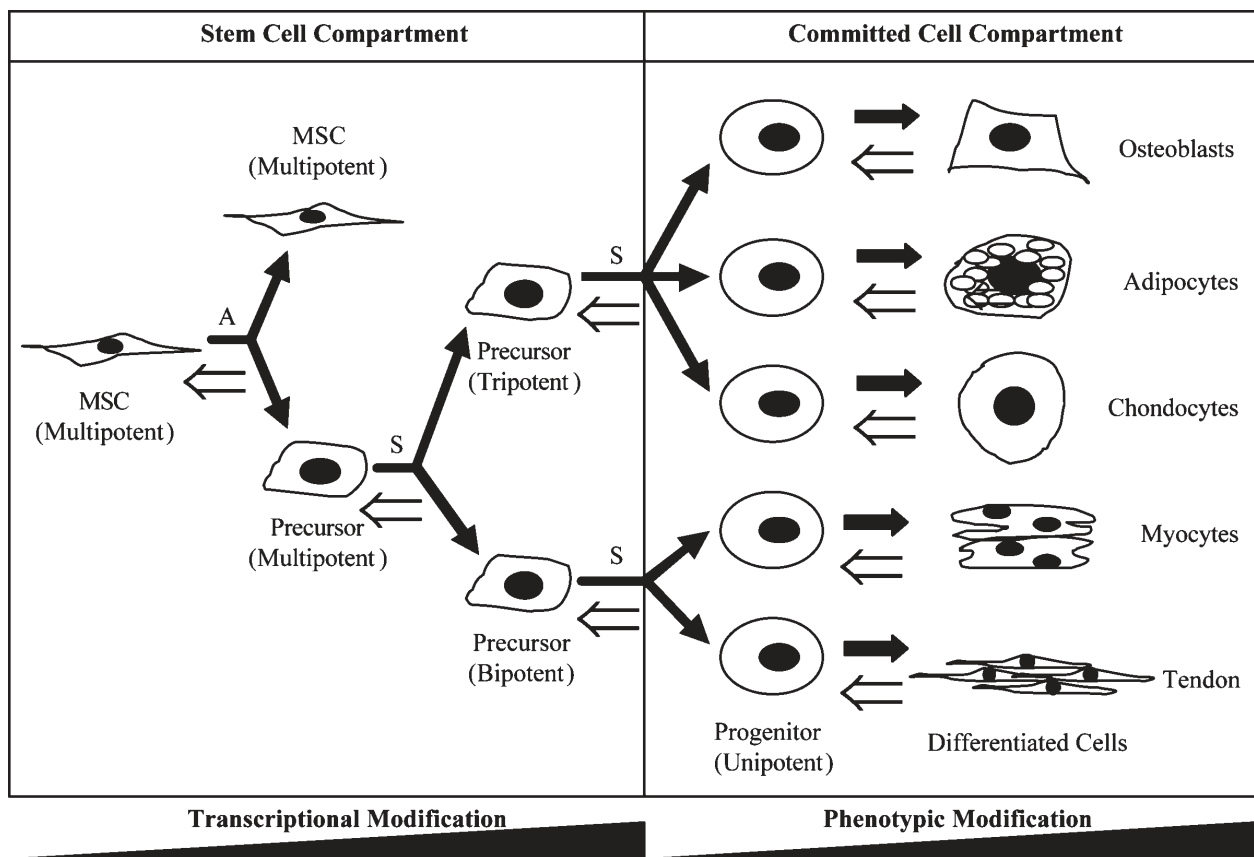 Stem Cell Compartment
Committed Cell Compartment
MSC
(Multipotent)
A
MSC
(Multipotent)
Precursor
(Multipotent)
S
Precursor
(Tripotent)
S
Precursor
(Bipotent)
S
Osteoblasts
Adipocytes
Chondocytes
Myocytes
Tendon
Progenitor
(Unipotent)
Differentiated Cells
Transcriptional Modification
Phenotypic Modification